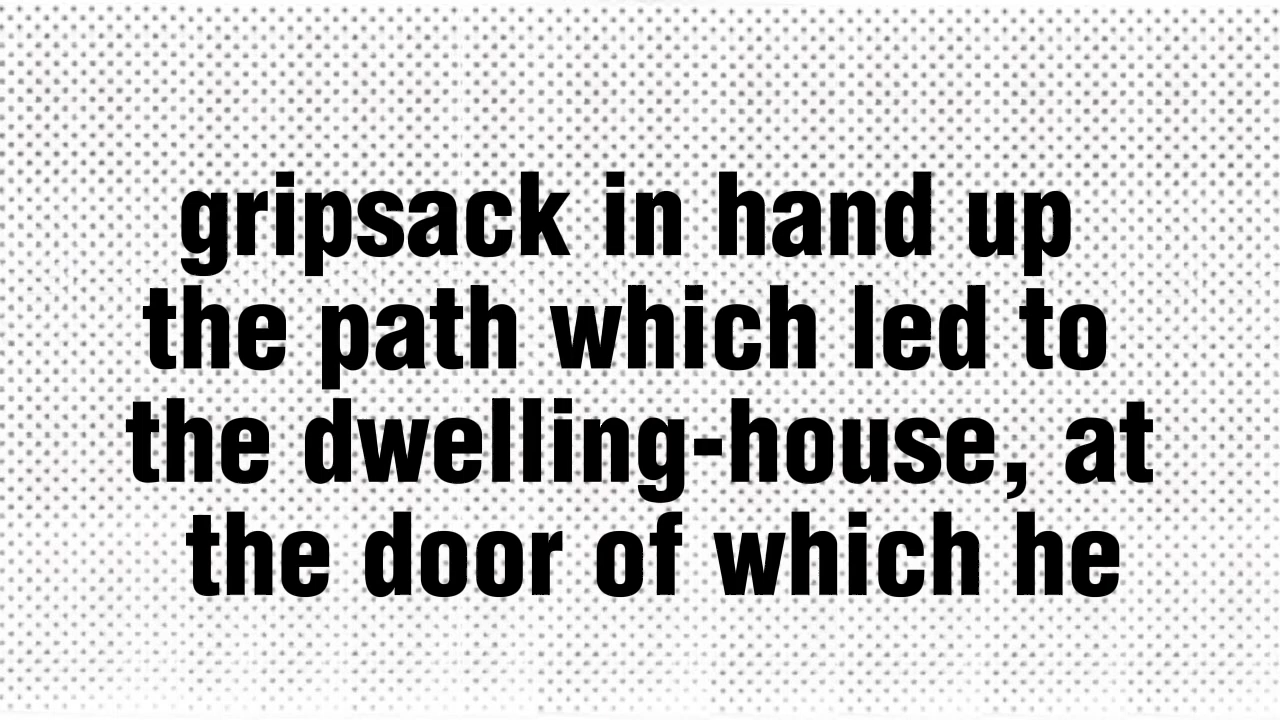 gripsack in hand up
the path which led to
the dwelling-house, at
the door of which he